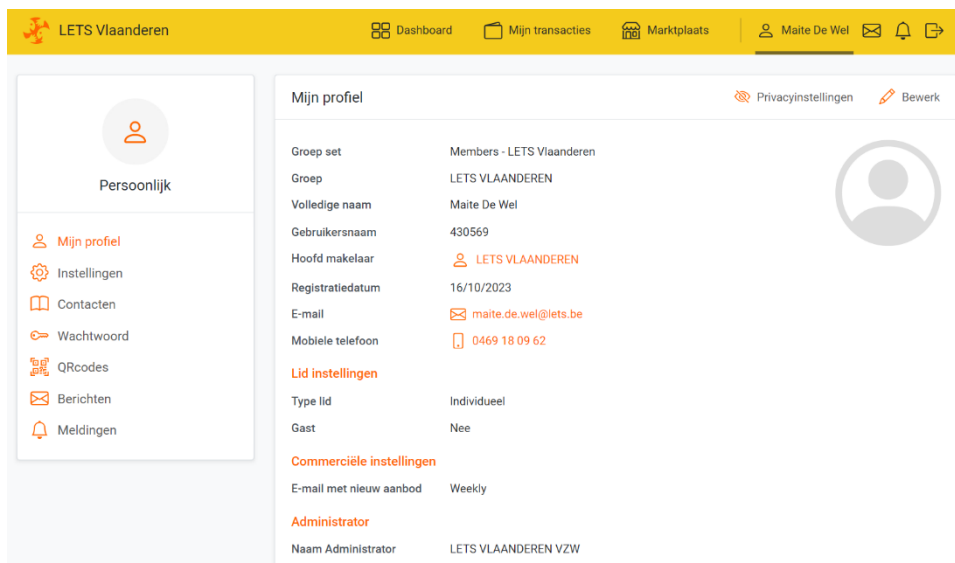 LETS Vlaanderen Dashboard Mijn transacties Marktplaats Maite De Wel
Persoonlijk
Mijn profiel
Instellingen
Contacten
Wachtwoord
QRcodes
Berichten
Meldingen
Mijn profiel Privacyinstellingen Bewerk
Groep set Members - LETS Vlaanderen
Groep LETS VLAANDEREN
Volledige naam Maite De Wel
Gebruikersnaam 430569
Hoofd makelaar LETS VLAANDEREN
Registratiedatum 16/10/2023
E-mail maite.de.wel@lets.be
Mobiele telefoon 0469 18 09 62
Lid instellingen
Type lid Individueel
Gast Nee
Commerciële instellingen
E-mail met nieuw aanbod Weekly
Administrator
Naam Administrator LETS VLAANDEREN VZW